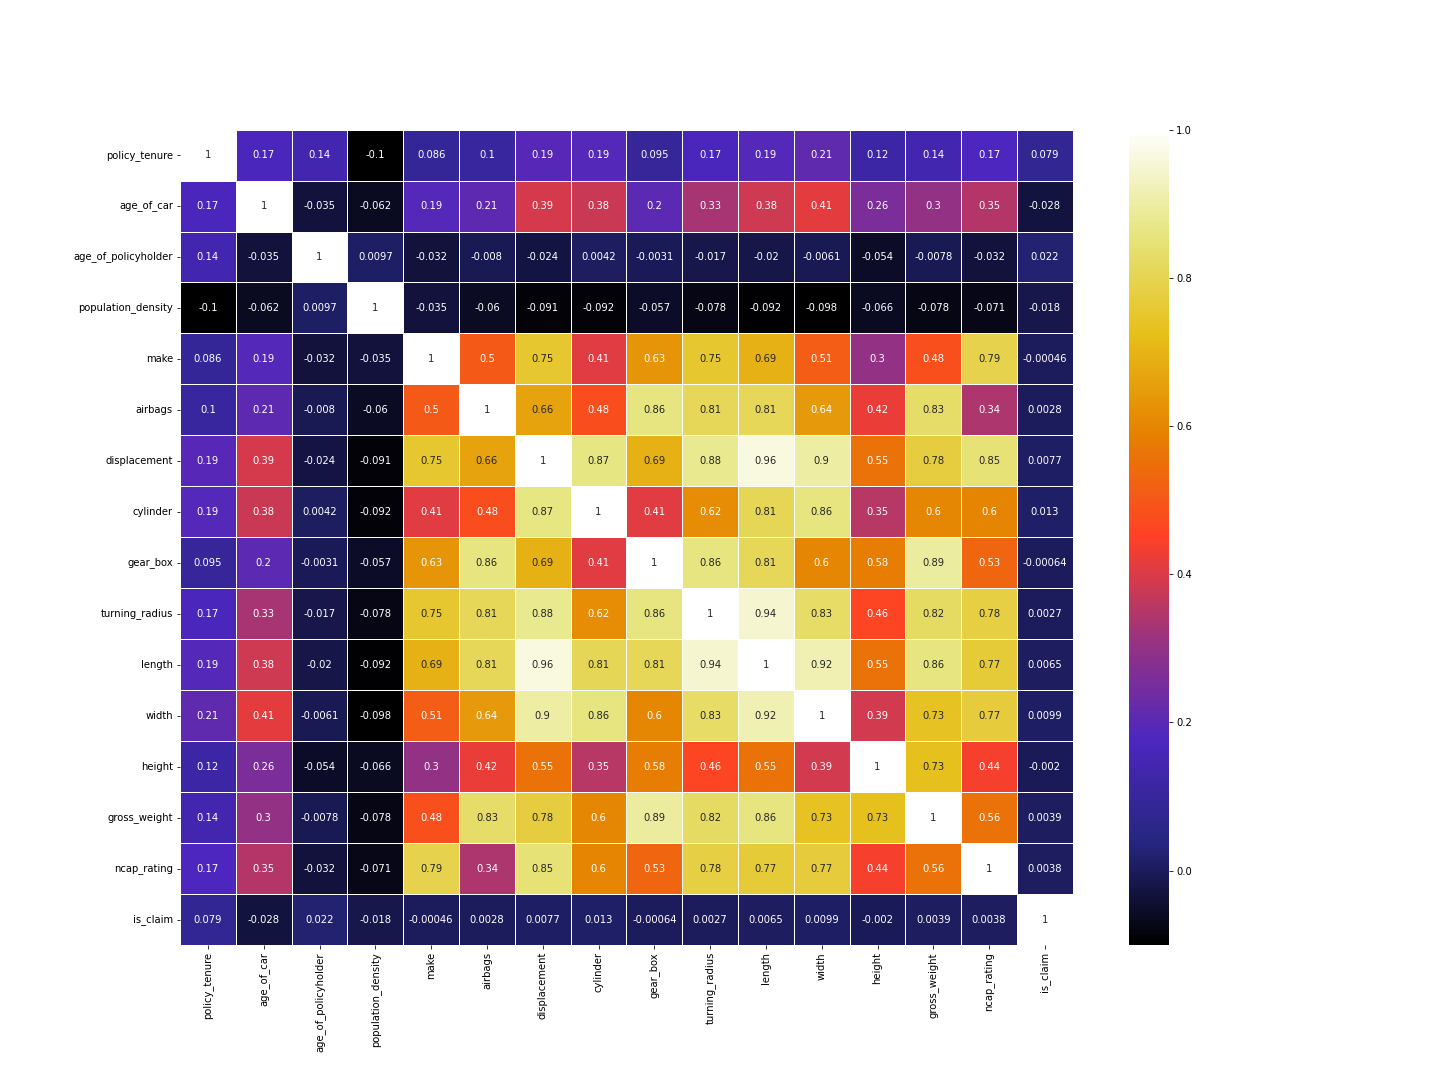 policy_tenure 1 0.17 0.14 -0.1 0.086 0.1 0.19 0.19 0.095 0.17 0.19 0.21 0.12 0.14 0.17 0.079
age_of_car 0.17 1 -0.035 -0.062 0.19 0.21 0.39 0.38 0.2 0.33 0.38 0.41 0.26 0.3 0.35 -0.028
age_of_policyholder 0.14 -0.035 1 0.0097 -0.032 -0.008 -0.024 0.0042 -0.0031 -0.017 -0.02 -0.0061 -0.054 -0.0078 -0.032 0.022
population_density -0.1 -0.062 0.0097 1 -0.035 -0.06 -0.091 -0.092 -0.057 -0.078 -0.092 -0.098 -0.066 -0.078 -0.071 -0.018
make 0.086 0.19 -0.032 -0.035 1 0.5 0.75 0.41 0.63 0.75 0.69 0.51 0.3 0.48 0.79 -0.00046
airbags 0.1 0.21 -0.008 -0.06 0.5 1 0.66 0.48 0.86 0.81 0.81 0.64 0.42 0.83 0.34 0.0028
displacement 0.19 0.39 -0.024 -0.091 0.75 0.66 1 0.87 0.69 0.88 0.96 0.9 0.55 0.78 0.85 0.0077
cylinder 0.19 0.38 0.0042 -0.092 0.41 0.48 0.87 1 0.41 0.62 0.81 0.86 0.35 0.6 0.6 0.013
gear_box 0.095 0.2 -0.0031 -0.057 0.63 0.86 0.69 0.41 1 0.86 0.81 0.6 0.58 0.89 0.53 -0.00064
turning_radius 0.17 0.33 -0.017 -0.078 0.75 0.81 0.88 0.62 0.86 1 0.94 0.83 0.46 0.82 0.78 0.0027
length 0.19 0.38 -0.02 -0.092 0.69 0.81 0.96 0.81 0.81 0.94 1 0.92 0.55 0.86 0.77 0.0065
width 0.21 0.41 -0.0061 -0.098 0.51 0.64 0.9 0.86 0.6 0.83 0.92 1 0.39 0.73 0.77 0.0099
height 0.12 0.26 -0.054 -0.066 0.3 0.42 0.55 0.35 0.58 0.46 0.55 0.39 1 0.73 0.44 -0.002
gross_weight 0.14 0.3 -0.0078 -0.078 0.48 0.83 0.78 0.6 0.89 0.82 0.86 0.73 0.73 1 0.56 0.0039
ncap_rating 0.17 0.35 -0.032 -0.071 0.79 0.34 0.85 0.6 0.53 0.78 0.77 0.77 0.44 0.56 1 0.0038
is_claim 0.079 -0.028 0.022 -0.018 -0.00046 0.0028 0.0077 0.013 -0.00064 0.0027 0.0065 0.0099 -0.002 0.0039 0.0038 1
policy_tenure
age_of_car
age_of_policyholder
population_density
make
airbags
displacement
cylinder
gear_box
turning_radius
length
width
height
gross_weight
ncap_rating
is_claim
1.0
0.8
0.6
0.4
0.2
0.0